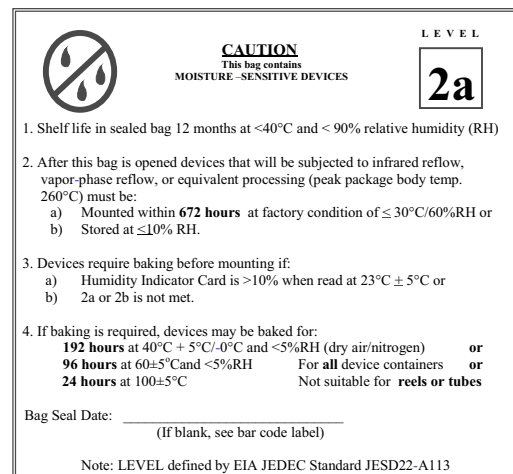 LEVEL
CAUTION
This bag contains
MOISTURE –SENSITIVE DEVICES
2a
1. Shelf life in sealed bag 12 months at <40°C and < 90% relative humidity (RH)
2. After this bag is opened devices that will be subjected to infrared reflow,
vapor-phase reflow, or equivalent processing (peak package body temp.
260°C) must be:
a) Mounted within 672 hours at factory condition of ≤ 30°C/60%RH or
b) Stored at ≤10% RH.
3. Devices require baking before mounting if:
a) Humidity Indicator Card is >10% when read at 23°C ± 5°C or
b) 2a or 2b is not met.
4. If baking is required, devices may be baked for:
192 hours at 40°C + 5°C/-0°C and <5%RH (dry air/nitrogen) or
96 hours at 60±5°Cand <5%RH For all device containers or
24 hours at 100±5°C Not suitable for reels or tubes
Bag Seal Date: ______________________________
(If blank, see bar code label)
Note: LEVEL defined by EIA JEDEC Standard JESD22-A113